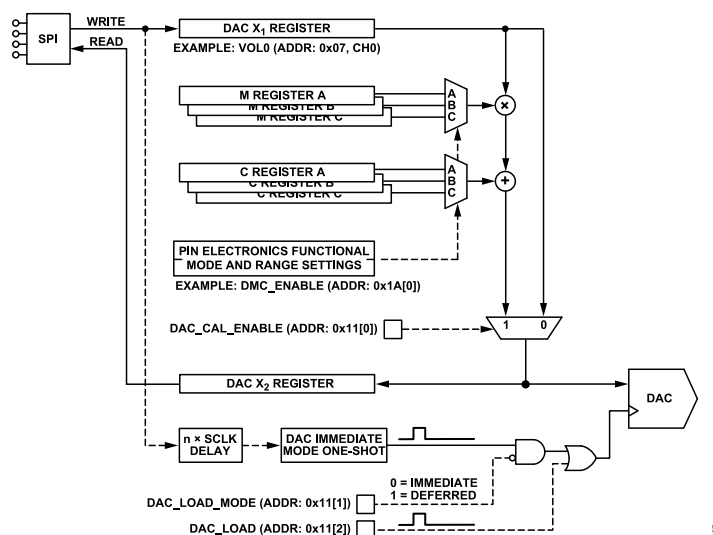 SPI
WRITE
READ
DAC X₁ REGISTER
EXAMPLE: VOL0 (ADDR: 0x07, CH0)
M REGISTER A
M REGISTER B
M REGISTER C
A
B
C
×
C REGISTER A
C REGISTER B
C REGISTER C
A
B
C
+
PIN ELECTRONICS FUNCTIONAL
MODE AND RANGE SETTINGS
EXAMPLE: DMC_ENABLE (ADDR: 0x1A[0])
DAC_CAL_ENABLE (ADDR: 0x11[0])
1 0
DAC X₂ REGISTER
DAC
n × SCLK
DELAY
DAC IMMEDIATE
MODE ONE-SHOT
0 = IMMEDIATE
1 = DEFERRED
DAC_LOAD_MODE (ADDR: 0x11[1])
DAC_LOAD (ADDR: 0x11[2])